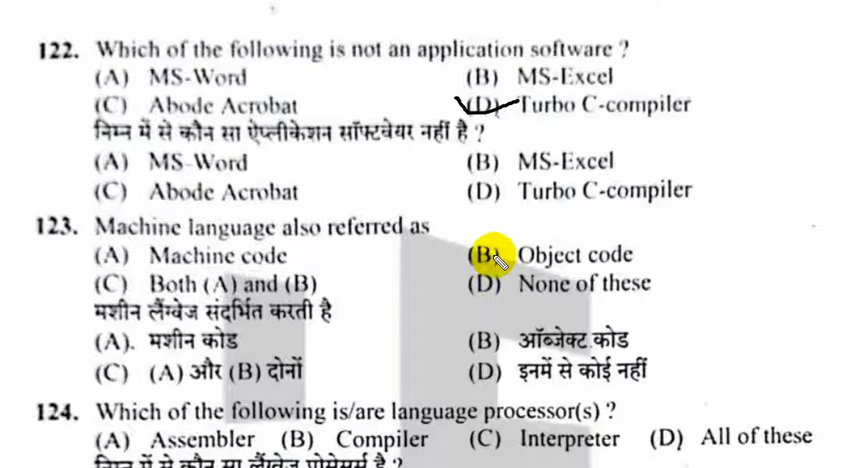 122. Which of the following is not an application software ?
(A) MS-Word (B) MS-Excel
(C) Abode Acrobat (D) Turbo C-compiler
निम्न में से कौन सा ऐप्लीकेशन सॉफ्टवेयर नहीं है ?
(A) MS-Word (B) MS-Excel
(C) Abode Acrobat (D) Turbo C-compiler
123. Machine language also referred as
(A) Machine code (B) Object code
(C) Both (A) and (B) (D) None of these
मशीन लैंग्वेज संदर्भित करती है
(A). मशीन कोड (B) ऑब्जेक्ट कोड
(C) (A) और (B) दोनों (D) इनमें से कोई नहीं
124. Which of the following is/are language processor(s) ?
(A) Assembler (B) Compiler (C) Interpreter (D) All of these
निम्न में कौन सा लैंग्वेज